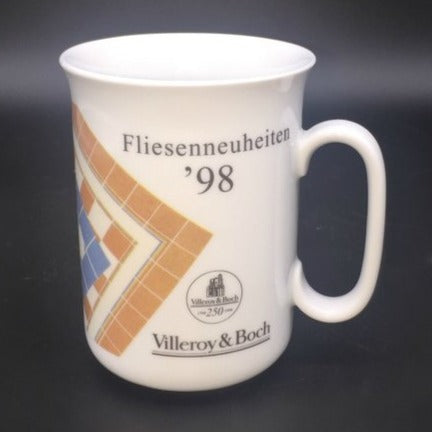 Fliesenneuheiten
’98
Villeroy & Boch
250
Villeroy & Boch